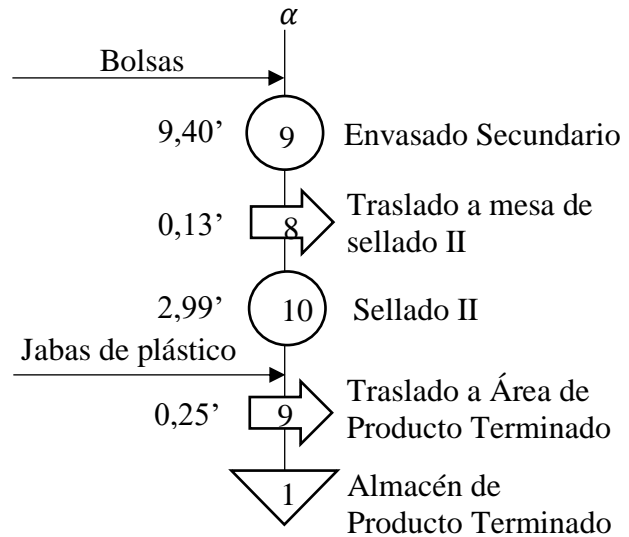 α
Bolsas
9,40’
9
Envasado Secundario
0,13’
8
Traslado a mesa de
sellado II
2,99’
10
Sellado II
Jabas de plástico
0,25’
9
Traslado a Área de
Producto Terminado
1
Almacén de
Producto Terminado